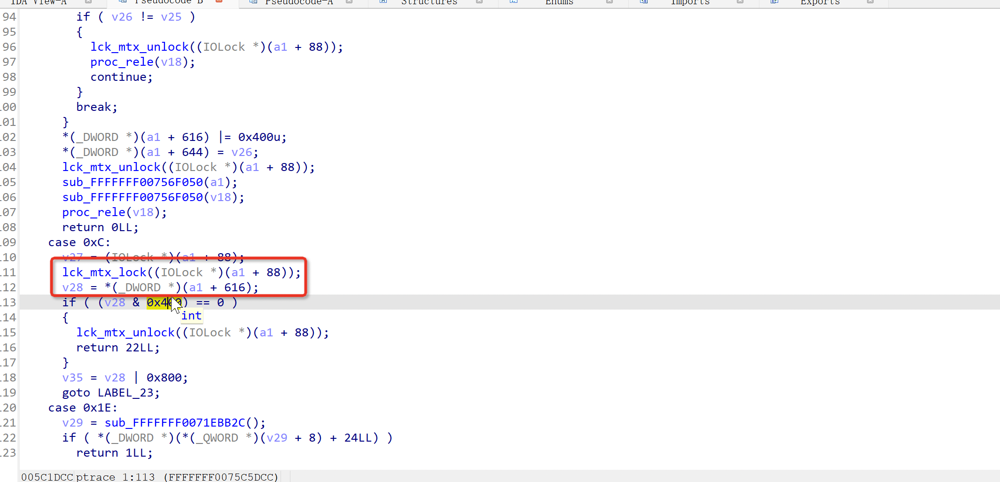 IDA View-A Pseudocode-B Pseudocode-A Structures Enums Imports Exports
94 if ( v26 != v25 )
95 {
96 lck_mtx_unlock((IOLock *)(a1 + 88));
97 proc_rele(v18);
98 continue;
99 }
.00 break;
.01 }
.02 *(_DWORD *)(a1 + 616) |= 0x400u;
.03 *(_DWORD *)(a1 + 644) = v26;
.04 lck_mtx_unlock((IOLock *)(a1 + 88));
.05 sub_FFFFFFF00756F050(a1);
.06 sub_FFFFFFF00756F050(v18);
.07 proc_rele(v18);
.08 return 0LL;
.09 case 0xC:
.10 v27 = (IOLock *)(a1 + 88);
.11 lck_mtx_lock((IOLock *)(a1 + 88));
.12 v28 = *(_DWORD *)(a1 + 616);
.13 if ( (v28 & 0x400) == 0 )
int
.14 {
.15 lck_mtx_unlock((IOLock *)(a1 + 88));
.16 return 22LL;
.17 }
.18 v35 = v28 | 0x800;
.19 goto LABEL_23;
.20 case 0x1E:
.21 v29 = sub_FFFFFFF0071EBB2C();
.22 if ( *(_DWORD *)(*(_QWORD *)(v29 + 8) + 24LL) )
.23 return 1LL;
005C1DCC ptrace 1:113 (FFFFFFF0075C5DCC)